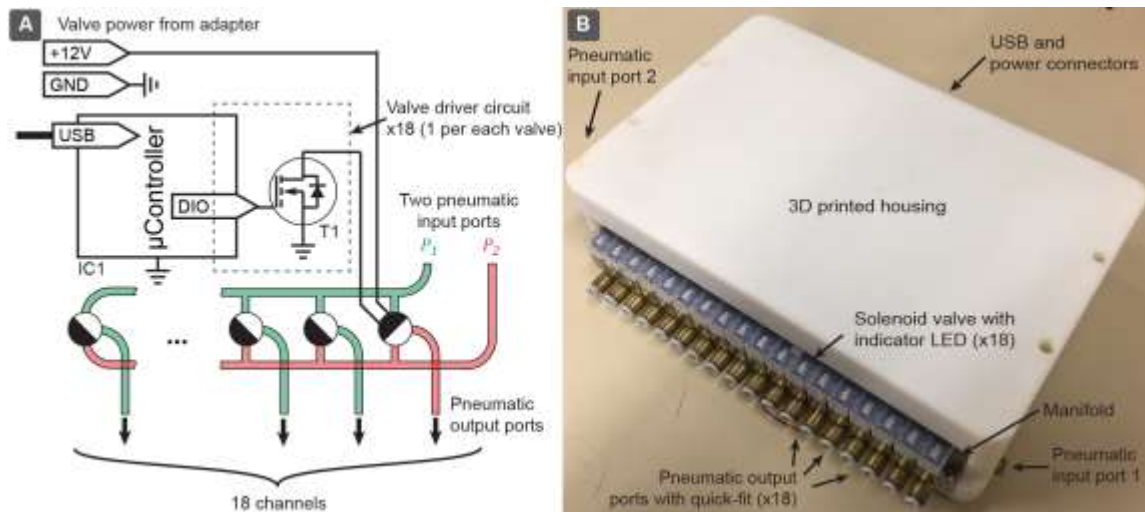 A
Valve power from adapter
+12V
GND
USB
µController
DIO
IC1
T1
Valve driver circuit
x18 (1 per each valve)
Two pneumatic
input ports
P1
P2
...
Pneumatic
output ports
18 channels
B
Pneumatic
input port 2
USB and
power connectors
3D printed housing
Solenoid valve with
indicator LED (x18)
Manifold
Pneumatic
input port 1
Pneumatic output
ports with quick-fit (x18)